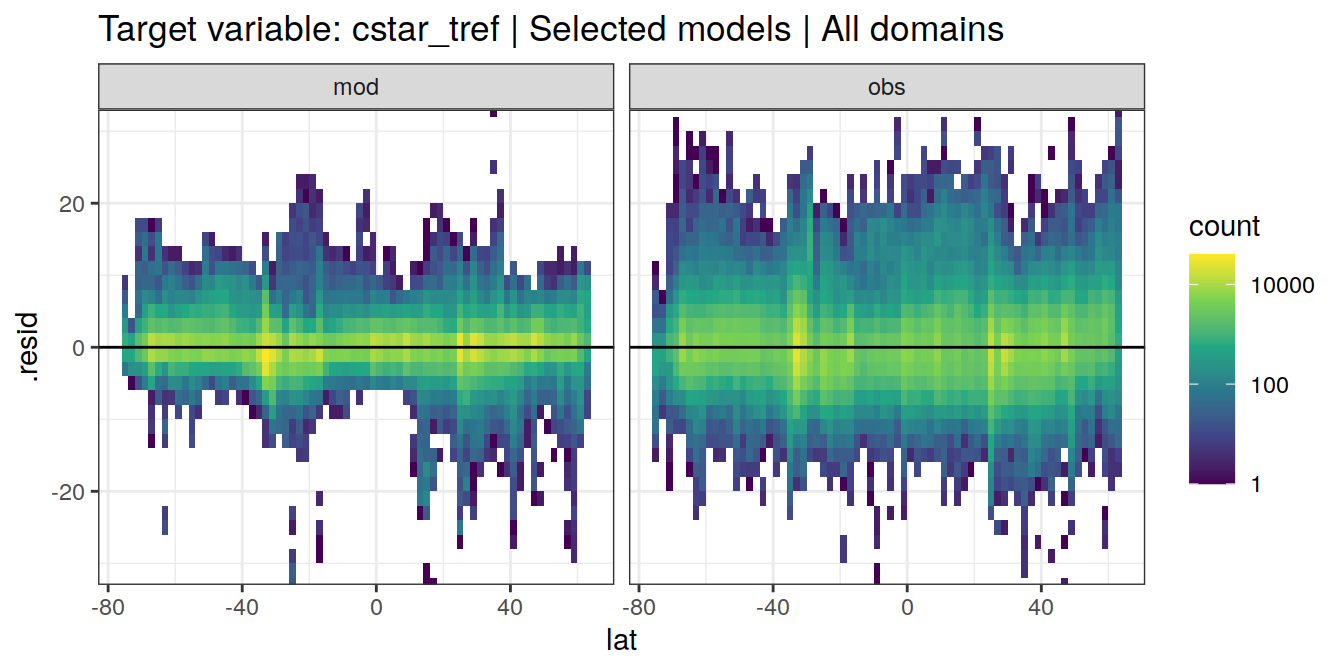 Target variable: cstar_tref | Selected models | All domains
mod
obs
20
0
-20
.resid
-80
-40
0
40
-80
-40
0
40
lat
count
10000
100
1